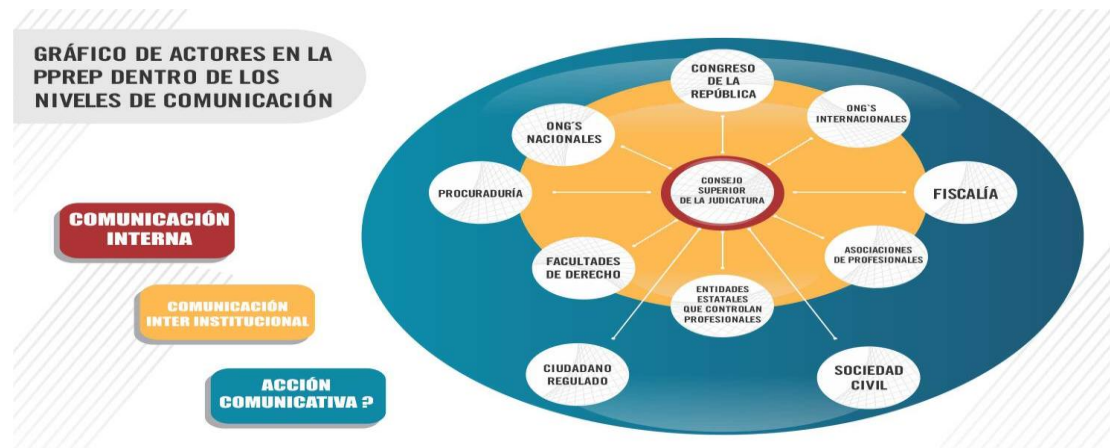 GRÁFICO DE ACTORES EN LA
PPREP DENTRO DE LOS
NIVELES DE COMUNICACIÓN
COMUNICACIÓN
INTERNA
COMUNICACIÓN
INTER INSTITUCIONAL
ACCIÓN
COMUNICATIVA ?
CONGRESO
DE LA
REPÚBLICA
ONG´S
INTERNACIONALES
ONG´S
NACIONALES
PROCURADURÍA
CONSEJO
SUPERIOR
DE LA JUDICATURA
FISCALÍA
FACULTADES
DE DERECHO
ASOCIACIONES
DE PROFESIONALES
ENTIDADES
ESTATALES
QUE CONTROLAN
PROFESIONALES
CIUDADANO
REGULADO
SOCIEDAD
CIVIL